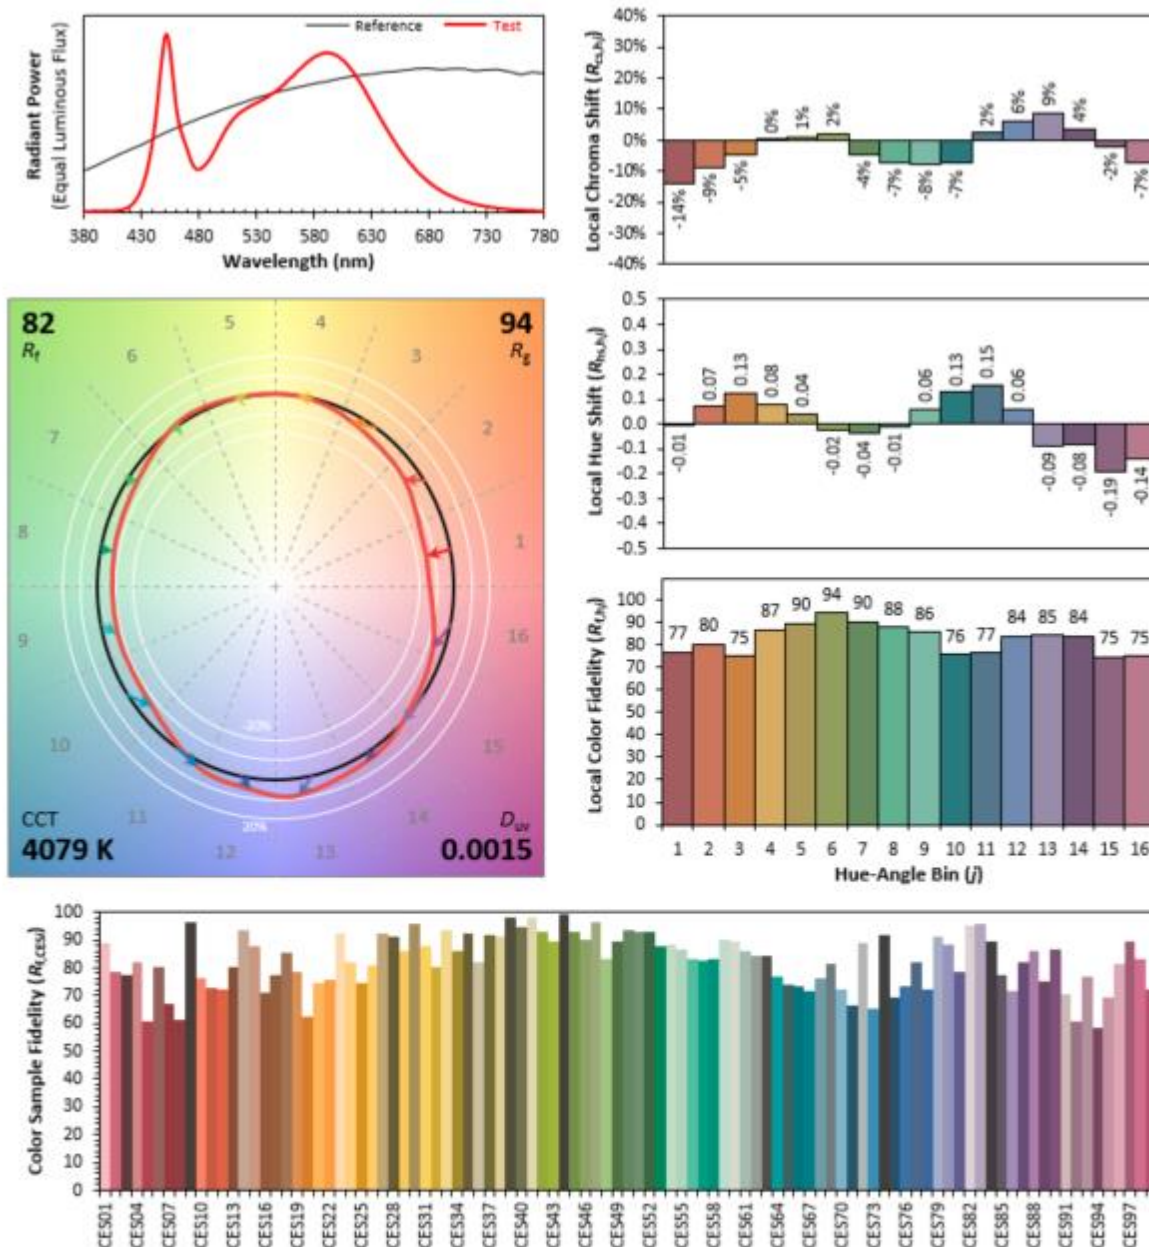 Radiant Power
(Equal Luminous Flux)
Reference
Test
380 430 480 530 580 630 680 730 780
Wavelength (nm)
Local Chroma Shift (Rcs,hj)
40%
30%
20%
10%
0%
-10%
-20%
-30%
-40%
-14% -9% -5% 0% 1% 2% -4% -7% -8% -7% 2% 6% 9% 4% -2% -7%
82
Rf
94
Rg
5 4
6 3
7 2
8 1
9 16
10 15
11 14
12 13
-20%
20%
CCT
4079 K
Duv
0.0015
Local Hue Shift (Rhs,hj)
0.5
0.4
0.3
0.2
0.1
0.0
-0.1
-0.2
-0.3
-0.4
-0.5
-0.01 0.07 0.13 0.08 0.04 -0.02 -0.04 -0.01 0.06 0.13 0.15 0.06 -0.09 -0.08 -0.19 -0.14
Local Color Fidelity (Rf,hj)
100
90
80
70
60
50
40
30
20
10
0
77 80 75 87 90 94 90 88 86 76 77 84 85 84 75 75
1 2 3 4 5 6 7 8 9 10 11 12 13 14 15 16
Hue-Angle Bin (j)
Color Sample Fidelity (Rf,CESi)
100
90
80
70
60
50
40
30
20
10
0
CES01 CES04 CES07 CES10 CES13 CES16 CES19 CES22 CES25 CES28 CES31 CES34 CES37 CES40 CES43 CES46 CES49 CES52 CES55 CES58 CES61 CES64 CES67 CES70 CES73 CES76 CES79 CES82 CES85 CES88 CES91 CES94 CES97